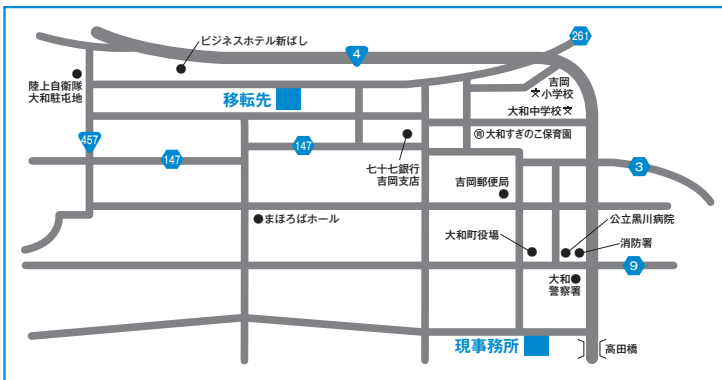 ビジネスホテル新ばし
4
261
陸上自衛隊
大和駐屯地
移転先
吉岡
小学校
大和中学校
457
147
147
大和すぎのこ保育園
七十七銀行
吉岡支店
吉岡郵便局
3
まほろばホール
大和町役場
公立黒川病院
消防署
9
大和
警察署
現事務所
高田橋